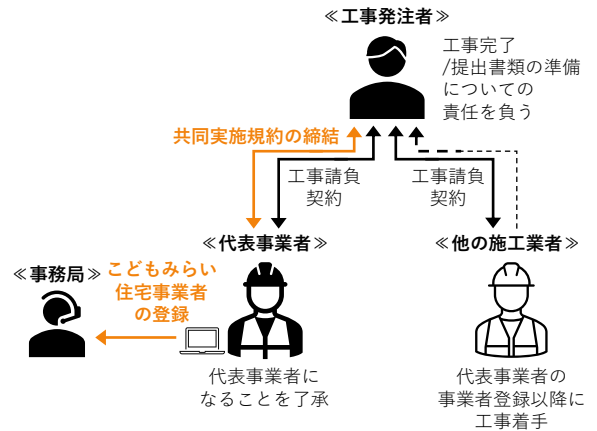 ≪工事発注者≫
工事完了
/提出書類の準備
についての
責任を負う
共同実施規約の締結
工事請負
契約
工事請負
契約
≪代表事業者≫
≪他の施工業者≫
≪事務局≫
こどもみらい
住宅事業者
の登録
代表事業者に
なることを了承
代表事業者の
事業者登録以降に
工事着手